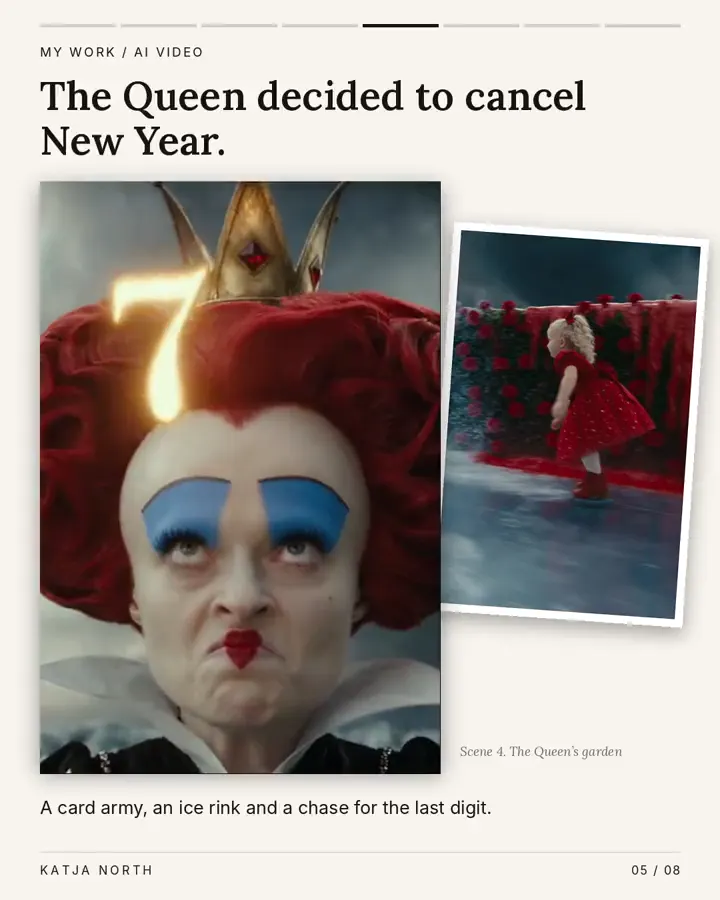 MY WORK / AI VIDEO
The Queen decided to cancel
New Year.
7
Scene 4. The Queen's garden
A card army, an ice rink and a chase for the last digit.
KATJA NORTH
05 / 08